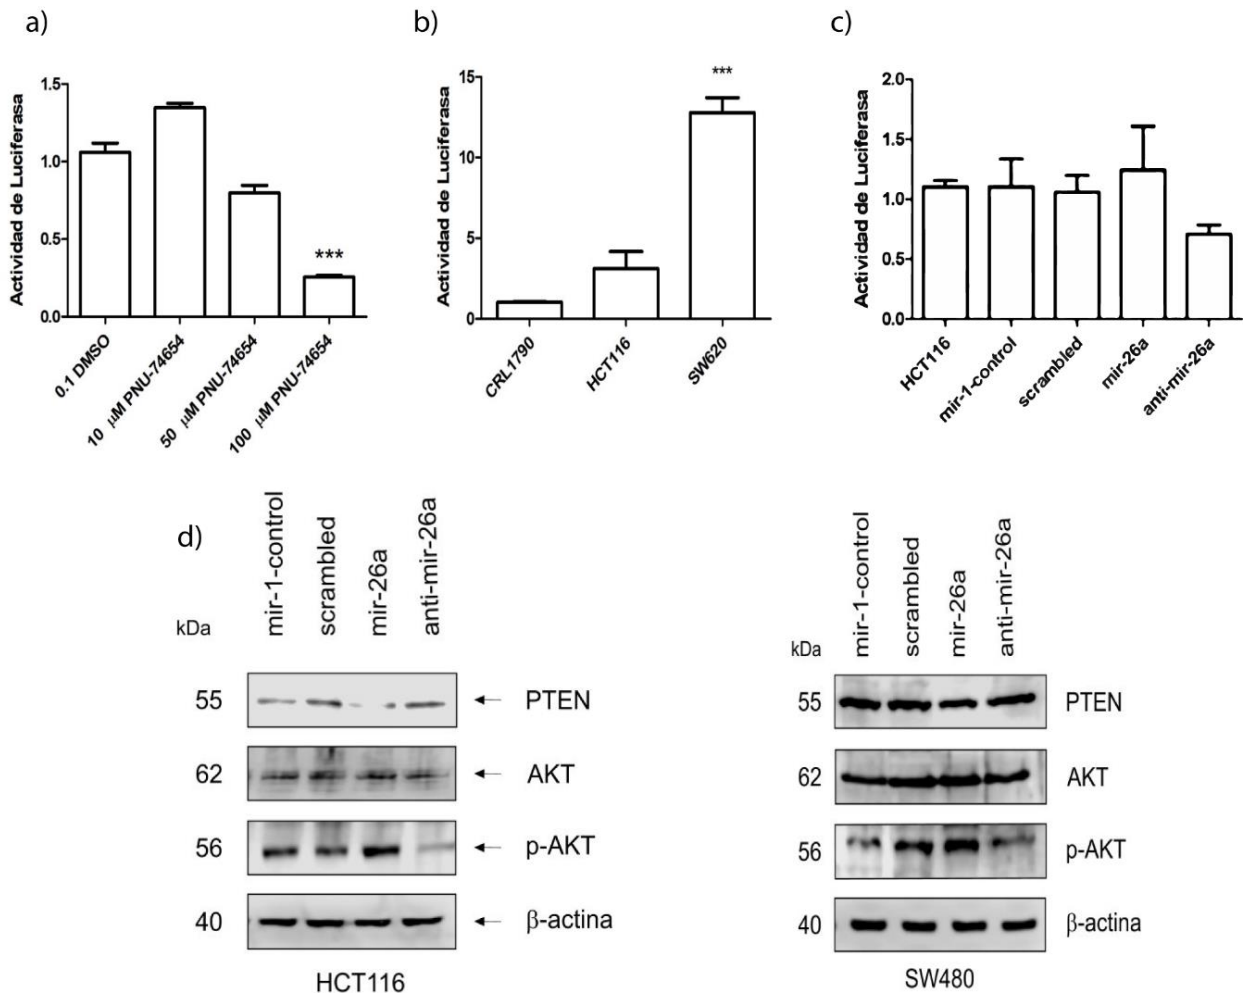 a)
Actividad de Luciferasa
1.5
1.0
0.5
0.0
***
0.1 DMSO
10 μM PNU-74654
50 μM PNU-74654
100 μM PNU-74654
b)
Actividad de Luciferasa
15
10
5
0
***
CRL1790
HCT116
SW620
c)
Actividad de Luciferasa
2.0
1.5
1.0
0.5
0.0
HCT116
mir-1-control
scrambled
mir-26a
anti-mir-26a
d)
kDa
mir-1-control
scrambled
mir-26a
anti-mir-26a
55 PTEN
62 AKT
56 p-AKT
40 β-actina
HCT116
kDa
mir-1-control
scrambled
mir-26a
anti-mir-26a
55 PTEN
62 AKT
56 p-AKT
40 β-actina
SW480